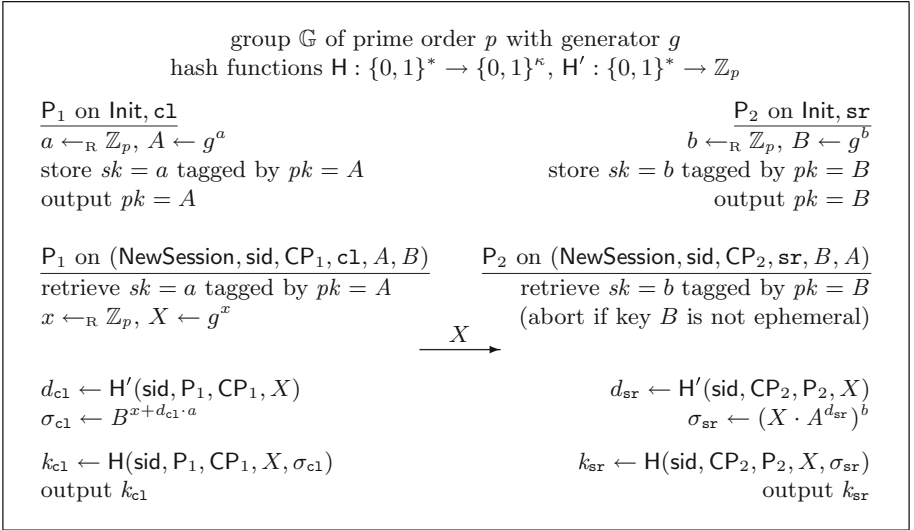 group 𝔾 of prime order p with generator g
hash functions H : {0, 1}* → {0, 1}^κ, H′ : {0, 1}* → ℤ_p
P₁ on Init, cl
P₂ on Init, sr
a ←_R ℤ_p, A ← g^a
b ←_R ℤ_p, B ← g^b
store sk = a tagged by pk = A
store sk = b tagged by pk = B
output pk = A
output pk = B
P₁ on (NewSession, sid, CP₁, cl, A, B)
P₂ on (NewSession, sid, CP₂, sr, B, A)
retrieve sk = a tagged by pk = A
retrieve sk = b tagged by pk = B
x ←_R ℤ_p, X ← g^x
(abort if key B is not ephemeral)
X
d_cl ← H′(sid, P₁, CP₁, X)
d_sr ← H′(sid, CP₂, P₂, X)
σ_cl ← B^{x+d_cl·a}
σ_sr ← (X · A^{d_sr})^b
k_cl ← H(sid, P₁, CP₁, X, σ_cl)
k_sr ← H(sid, CP₂, P₂, X, σ_sr)
output k_cl
output k_sr